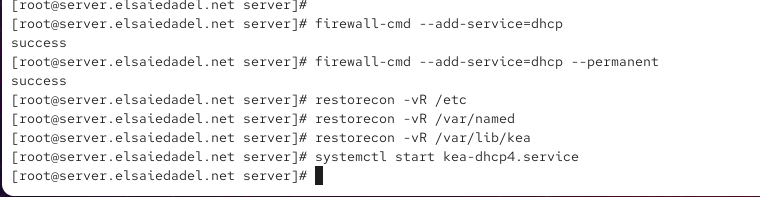 [root@server.elsaiedadel.net server]#
[root@server.elsaiedadel.net server]# firewall-cmd --add-service=dhcp
success
[root@server.elsaiedadel.net server]# firewall-cmd --add-service=dhcp --permanent
success
[root@server.elsaiedadel.net server]# restorecon -vR /etc
[root@server.elsaiedadel.net server]# restorecon -vR /var/named
[root@server.elsaiedadel.net server]# restorecon -vR /var/lib/kea
[root@server.elsaiedadel.net server]# systemctl start kea-dhcp4.service
[root@server.elsaiedadel.net server]#